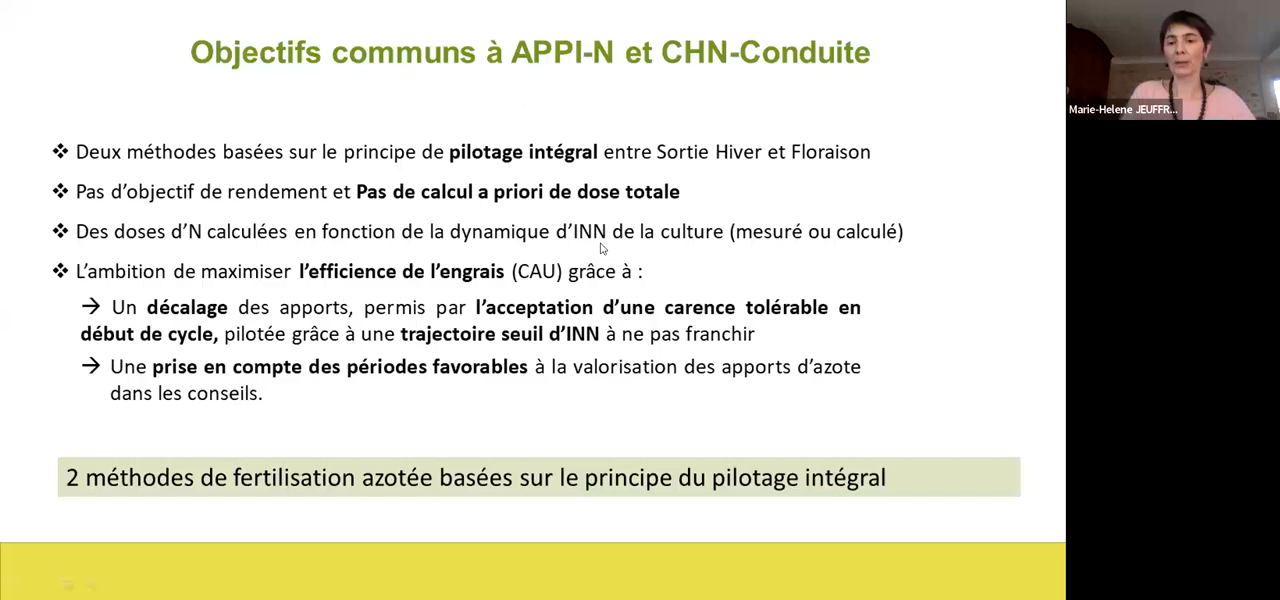 Objectifs communs à APPI-N et CHN-Conduite
Marie-Helene JEUFFR...
❖ Deux méthodes basées sur le principe de pilotage intégral entre Sortie Hiver et Floraison
❖ Pas d’objectif de rendement et Pas de calcul a priori de dose totale
❖ Des doses d’N calculées en fonction de la dynamique d’INN de la culture (mesuré ou calculé)
❖ L’ambition de maximiser l’efficience de l’engrais (CAU) grâce à :
→ Un décalage des apports, permis par l’acceptation d’une carence tolérable en
début de cycle, pilotée grâce à une trajectoire seuil d’INN à ne pas franchir
→ Une prise en compte des périodes favorables à la valorisation des apports d’azote
dans les conseils.
2 méthodes de fertilisation azotée basées sur le principe du pilotage intégral